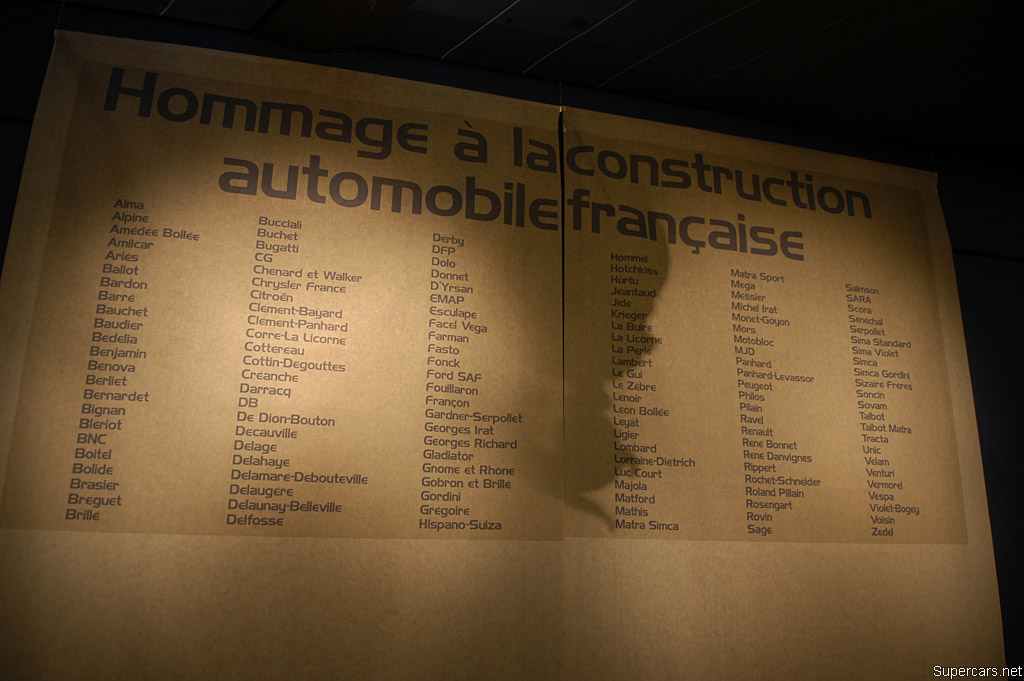 Hommage à la construction
automobile française
Alma
Alpine
Amédée Bollée
Amilcar
Ariès
Ballot
Bardon
Barré
Bauchet
Baudier
Bédélia
Benjamin
Benova
Berliet
Bernardet
Bignan
Blériot
BNC
Boitel
Bolide
Brasier
Breguet
Brille
Bucciali
Buchet
Bugatti
CG
Chenard et Walker
Chrysler France
Citroën
Clément-Bayard
Clément-Panhard
Corre-La Licorne
Cottereau
Cottin-Degouttes
Créanche
Darracq
DB
De Dion-Bouton
Decauville
Delage
Delahaye
Delamare-Debouteville
Delaugère
Delaunay-Belleville
Delfosse
Derby
DFP
Dolo
Donnet
D'Yrsan
EMAP
Esculape
Facel Vega
Farman
Fasto
Fonck
Ford SAF
Fouillaron
Françon
Gardner-Serpollet
Georges Irat
Georges Richard
Gladiator
Gnome et Rhône
Gobron et Brillé
Gordini
Grégoire
Hispano-Suiza
Hommel
Hotchkiss
Hurtu
Jeantaud
Jide
Krieger
La Buire
La Licorne
La Perle
Lambert
Le Gui
Le Zèbre
Lenoir
Léon Bollée
Leyat
Ligier
Lombard
Lorraine-Dietrich
Luc Court
Majola
Matford
Mathis
Matra Simca
Matra Sport
Mega
Messier
Michel Irat
Monet-Goyon
Mors
Motobloc
MJD
Panhard
Panhard-Levassor
Peugeot
Philos
Pilain
Ravel
Renault
René Bonnet
René Danvignes
Rippert
Rochet-Schneider
Roland Pillain
Rosengart
Rovin
Sage
Salmson
SARA
Scora
Sénéchal
Serpollet
Sima Standard
Sima Violet
Simca
Simca Gordini
Sizaire Frères
Soncin
Sovam
Talbot
Talbot Matra
Tracta
Unic
Velam
Venturi
Vermorel
Vespa
Violet-Bogey
Voisin
Zedel
Supercars.net